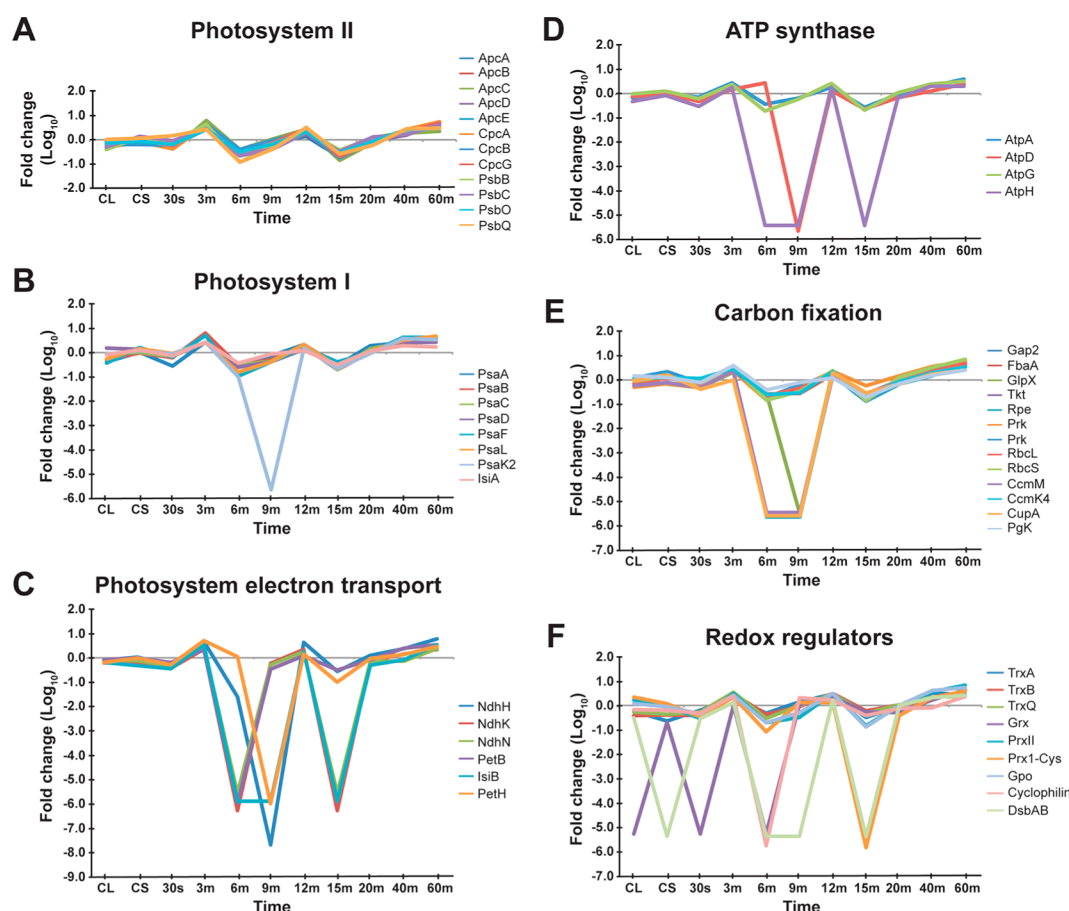 A
Photosystem II
Fold change
(Log10)
2.0
1.0
0.0
-1.0
-2.0
CL CS 30s 3m 6m 9m 12m 15m 20m 40m 60m
Time
ApcA
ApcB
ApcC
ApcD
ApcE
CpcA
CpcB
CpcG
PsbB
PsbC
PsbO
PsbQ
B
Photosystem I
Fold change (Log10)
2.0
1.0
0.0
-1.0
-2.0
-3.0
-4.0
-5.0
-6.0
CL CS 30s 3m 6m 9m 12m 15m 20m 40m 60m
Time
PsaA
PsaB
PsaC
PsaD
PsaF
PsaL
PsaK2
IsiA
C
Photosystem electron transport
Fold change (Log10)
2.0
1.0
0.0
-1.0
-2.0
-3.0
-4.0
-5.0
-6.0
-7.0
-8.0
-9.0
CL CS 30s 3m 6m 9m 12m 15m 20m 40m 60m
Time
NdhH
NdhK
NdhN
PetB
IsiB
PetH
D
ATP synthase
Fold change (Log10)
2.0
1.0
0.0
-1.0
-2.0
-3.0
-4.0
-5.0
-6.0
CL CS 30s 3m 6m 9m 12m 15m 20m 40m 60m
Time
AtpA
AtpD
AtpG
AtpH
E
Carbon fixation
Fold change (Log10)
2.0
1.0
0.0
-1.0
-2.0
-3.0
-4.0
-5.0
-6.0
-7.0
CL CS 30s 3m 6m 9m 12m 15m 20m 40m 60m
Time
Gap2
FbaA
GlpX
Tkt
Rpe
Prk
Prk
RbcL
RbcS
CcmM
CcmK4
CupA
PgK
F
Redox regulators
Fold change (Log10)
2.0
1.0
0.0
-1.0
-2.0
-3.0
-4.0
-5.0
-6.0
-7.0
CL CS 30s 3m 6m 9m 12m 15m 20m 40m 60m
Time
TrxA
TrxB
TrxQ
Grx
PrxII
Prx1-Cys
Gpo
Cyclophilin
DsbAB